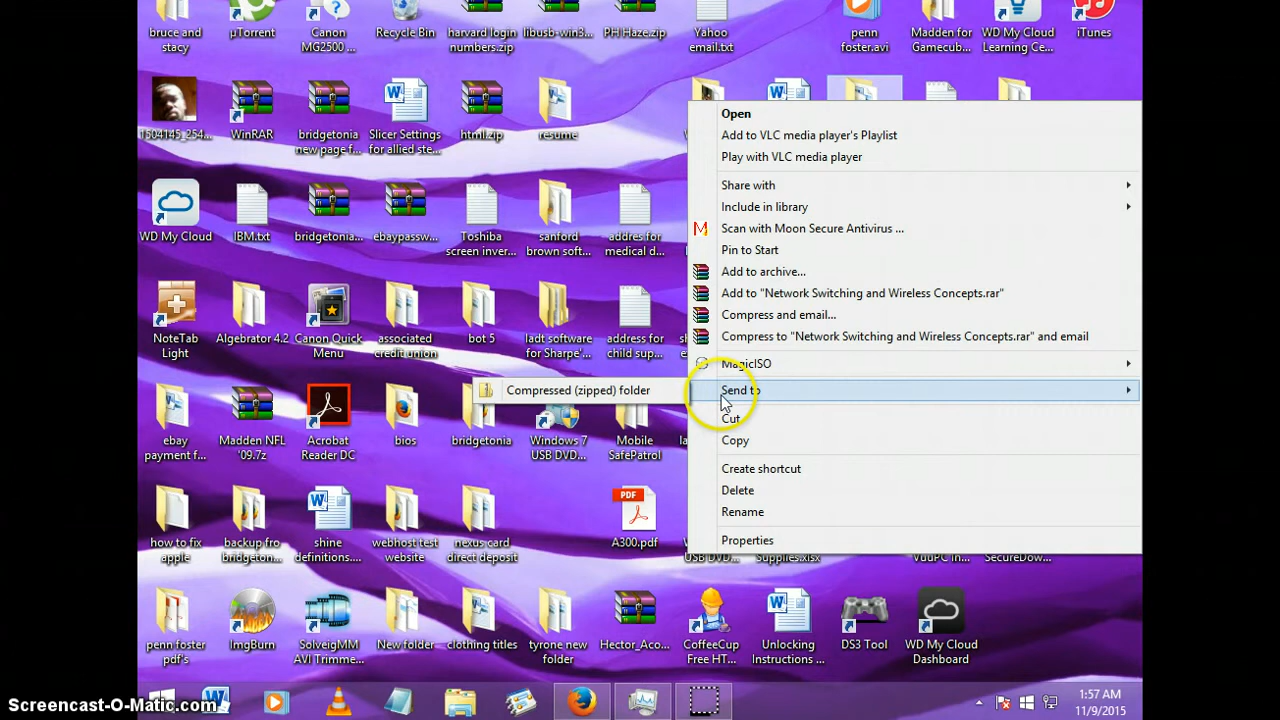 bruce and
stacy
µTorrent
Canon
MG2500 ...
Recycle Bin
harvard login
numbers.zip
libusb-win3...
PH Haze.zip
Yahoo
email.txt
penn
foster.avi
Madden for
Gamecub...
WD My Cloud
Learning Ce...
iTunes
1504145_254...
WinRAR
bridgetonia
new page f...
Slicer Settings
for allied ste...
html.zip
resume
WD My Cloud
IBM.txt
bridgetonia...
ebaypassw...
Toshiba
screen inver...
sanford
brown soft...
addres for
medical d...
NoteTab
Light
Algebrator 4.2
Canon Quick
Menu
associated
credit union
bot 5
ladt software
for Sharpe'...
address for
child sup...
ebay
payment f...
Madden NFL
'09.7z
Acrobat
Reader DC
bios
bridgetonia
Windows 7
USB DVD...
Mobile
SafePatrol
how to fix
apple
backup fro
bridgeton...
shine
definitions....
webhost test
website
nexus card
direct deposit
PDF
A300.pdf
USB DVD...
Supplies.xlsx
VuuPC In...
SecureDow...
penn foster
pdf's
ImgBurn
SolveigMM
AVI Trimme...
New folder
clothing titles
tyrone new
folder
Hector_Aco...
CoffeeCup
Free HT...
Unlocking
Instructions ...
DS3 Tool
WD My Cloud
Dashboard
Open
Add to VLC media player's Playlist
Play with VLC media player
Share with
Include in library
Scan with Moon Secure Antivirus ...
Pin to Start
Add to archive...
Add to "Network Switching and Wireless Concepts.rar"
Compress and email...
Compress to "Network Switching and Wireless Concepts.rar" and email
MagicISO
Send to
Compressed (zipped) folder
Cut
Copy
Create shortcut
Delete
Rename
Properties
Screencast-O-Matic.com
1:57 AM
11/9/2015